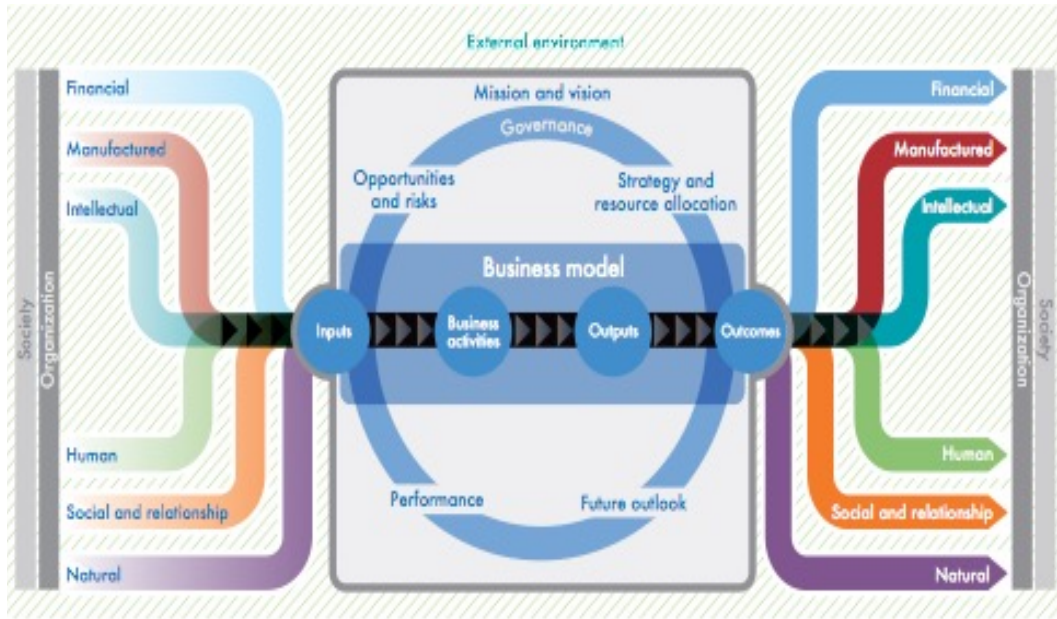 External environment
Society
Organization
Financial
Manufactured
Intellectual
Human
Social and relationship
Natural
Mission and vision
Governance
Opportunities
and risks
Strategy and
resource allocation
Business model
Inputs
Business
activities
Outputs
Outcomes
Performance
Future outlook
Financial
Manufactured
Intellectual
Human
Social and relationship
Natural
Organization
Society